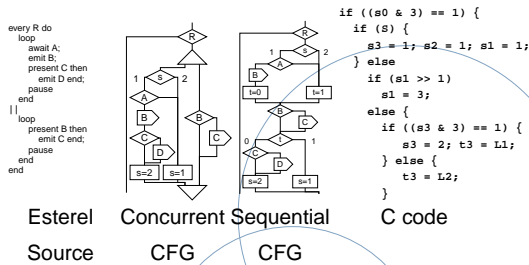 every R do
loop
await A;
emit B;
present C then
emit D end;
pause
end
||
loop
present B then
emit C end;
pause
end
end
R
1 s 2
A
B
B
C
C
D
s=2 s=1
R
s
1 2
A
B
t=0 t=1
B
C
0 t 1
C
D
s=2 s=1
if ((s0 & 3) == 1) {
if (S) {
s3 = 1; s2 = 1; s1 = 1;
} else
if (s1 >> 1)
s1 = 3;
else {
if ((s3 & 3) == 1) {
s3 = 2; t3 = L1;
} else {
t3 = L2;
}
Esterel Concurrent Sequential C code
Source CFG CFG